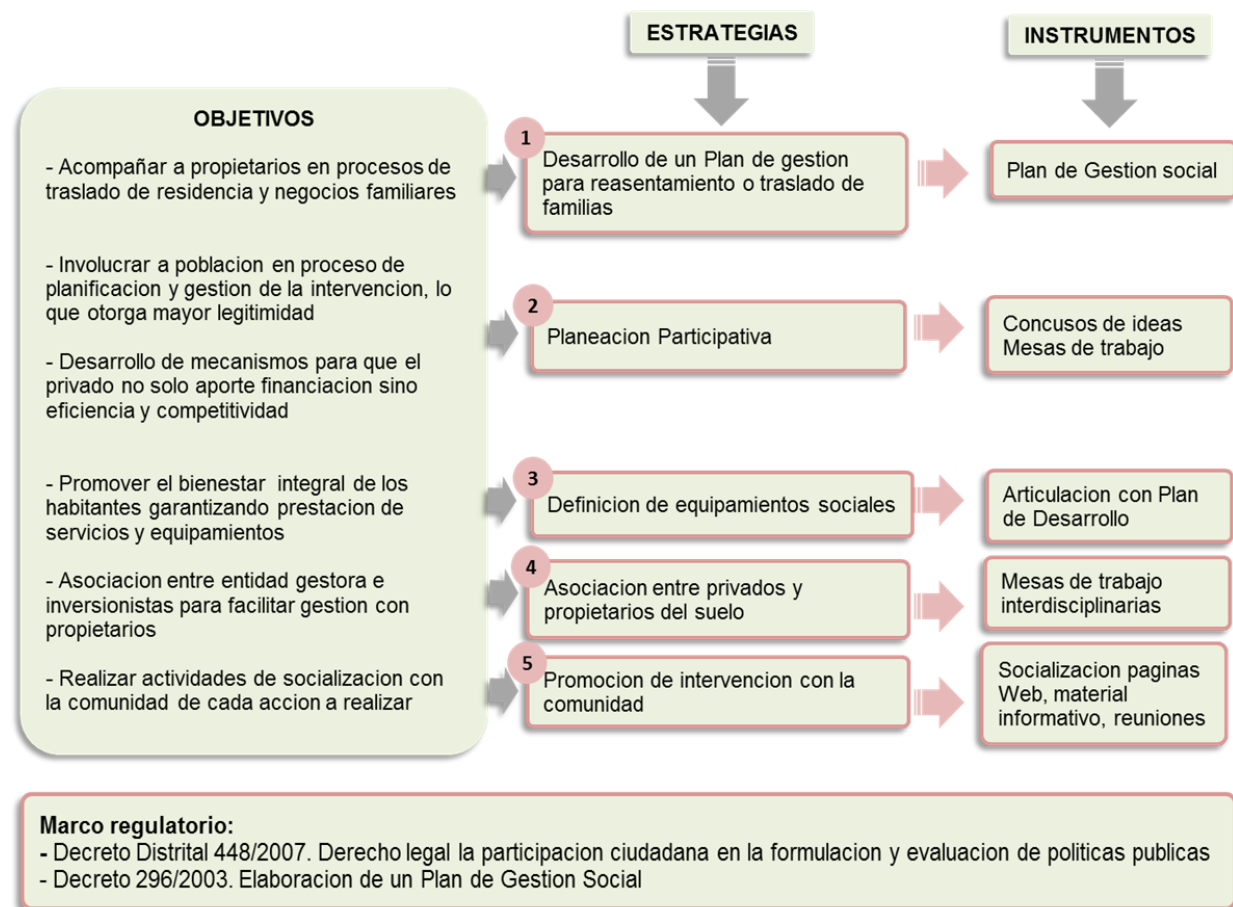 ESTRATEGIAS
INSTRUMENTOS
OBJETIVOS
- Acompañar a propietarios en procesos de
traslado de residencia y negocios familiares
- Involucrar a poblacion en proceso de
planificacion y gestion de la intervencion, lo
que otorga mayor legitimidad
- Desarrollo de mecanismos para que el
privado no solo aporte financiacion sino
eficiencia y competitividad
- Promover el bienestar integral de los
habitantes garantizando prestacion de
servicios y equipamientos
- Asociacion entre entidad gestora e
inversionistas para facilitar gestion con
propietarios
- Realizar actividades de socializacion con
la comunidad de cada accion a realizar
1
Desarrollo de un Plan de gestion
para reasentamiento o traslado de
familias
Plan de Gestion social
2
Planeacion Participativa
Concusos de ideas
Mesas de trabajo
3
Definicion de equipamientos sociales
Articulacion con Plan
de Desarrollo
4
Asociacion entre privados y
propietarios del suelo
Mesas de trabajo
interdisciplinarias
5
Promocion de intervencion con la
comunidad
Socializacion paginas
Web, material
informativo, reuniones
Marco regulatorio:
- Decreto Distrital 448/2007. Derecho legal la participacion ciudadana en la formulacion y evaluacion de politicas publicas
- Decreto 296/2003. Elaboracion de un Plan de Gestion Social